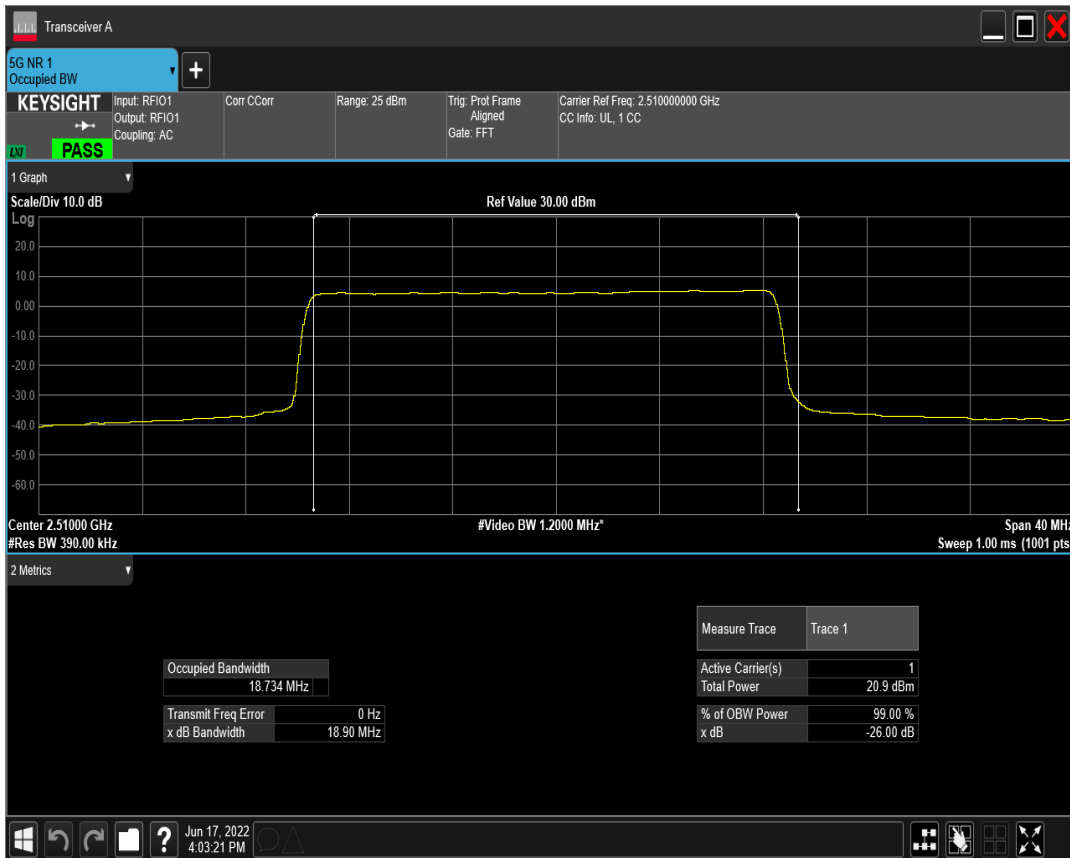 Transceiver A
5G NR 1
Occupied BW
KEYSIGHT
LXI
PASS
Input: RFIO1
Output: RFIO1
Coupling: AC
Corr CCorr
Range: 25 dBm
Trig: Prot Frame
Aligned
Gate: FFT
Carrier Ref Freq: 2.510000000 GHz
CC Info: UL, 1 CC
1 Graph
Scale/Div 10.0 dB
Ref Value 30.00 dBm
Log
20.0
10.0
0.00
-10.0
-20.0
-30.0
-40.0
-50.0
-60.0
Center 2.51000 GHz
#Video BW 1.2000 MHz*
Span 40 MHz
#Res BW 390.00 kHz
Sweep 1.00 ms (1001 pts
2 Metrics
Measure Trace Trace 1
Occupied Bandwidth
18.734 MHz
Active Carrier(s) 1
Total Power 20.9 dBm
Transmit Freq Error 0 Hz
x dB Bandwidth 18.90 MHz
% of OBW Power 99.00 %
x dB -26.00 dB
?
Jun 17, 2022
4:03:21 PM